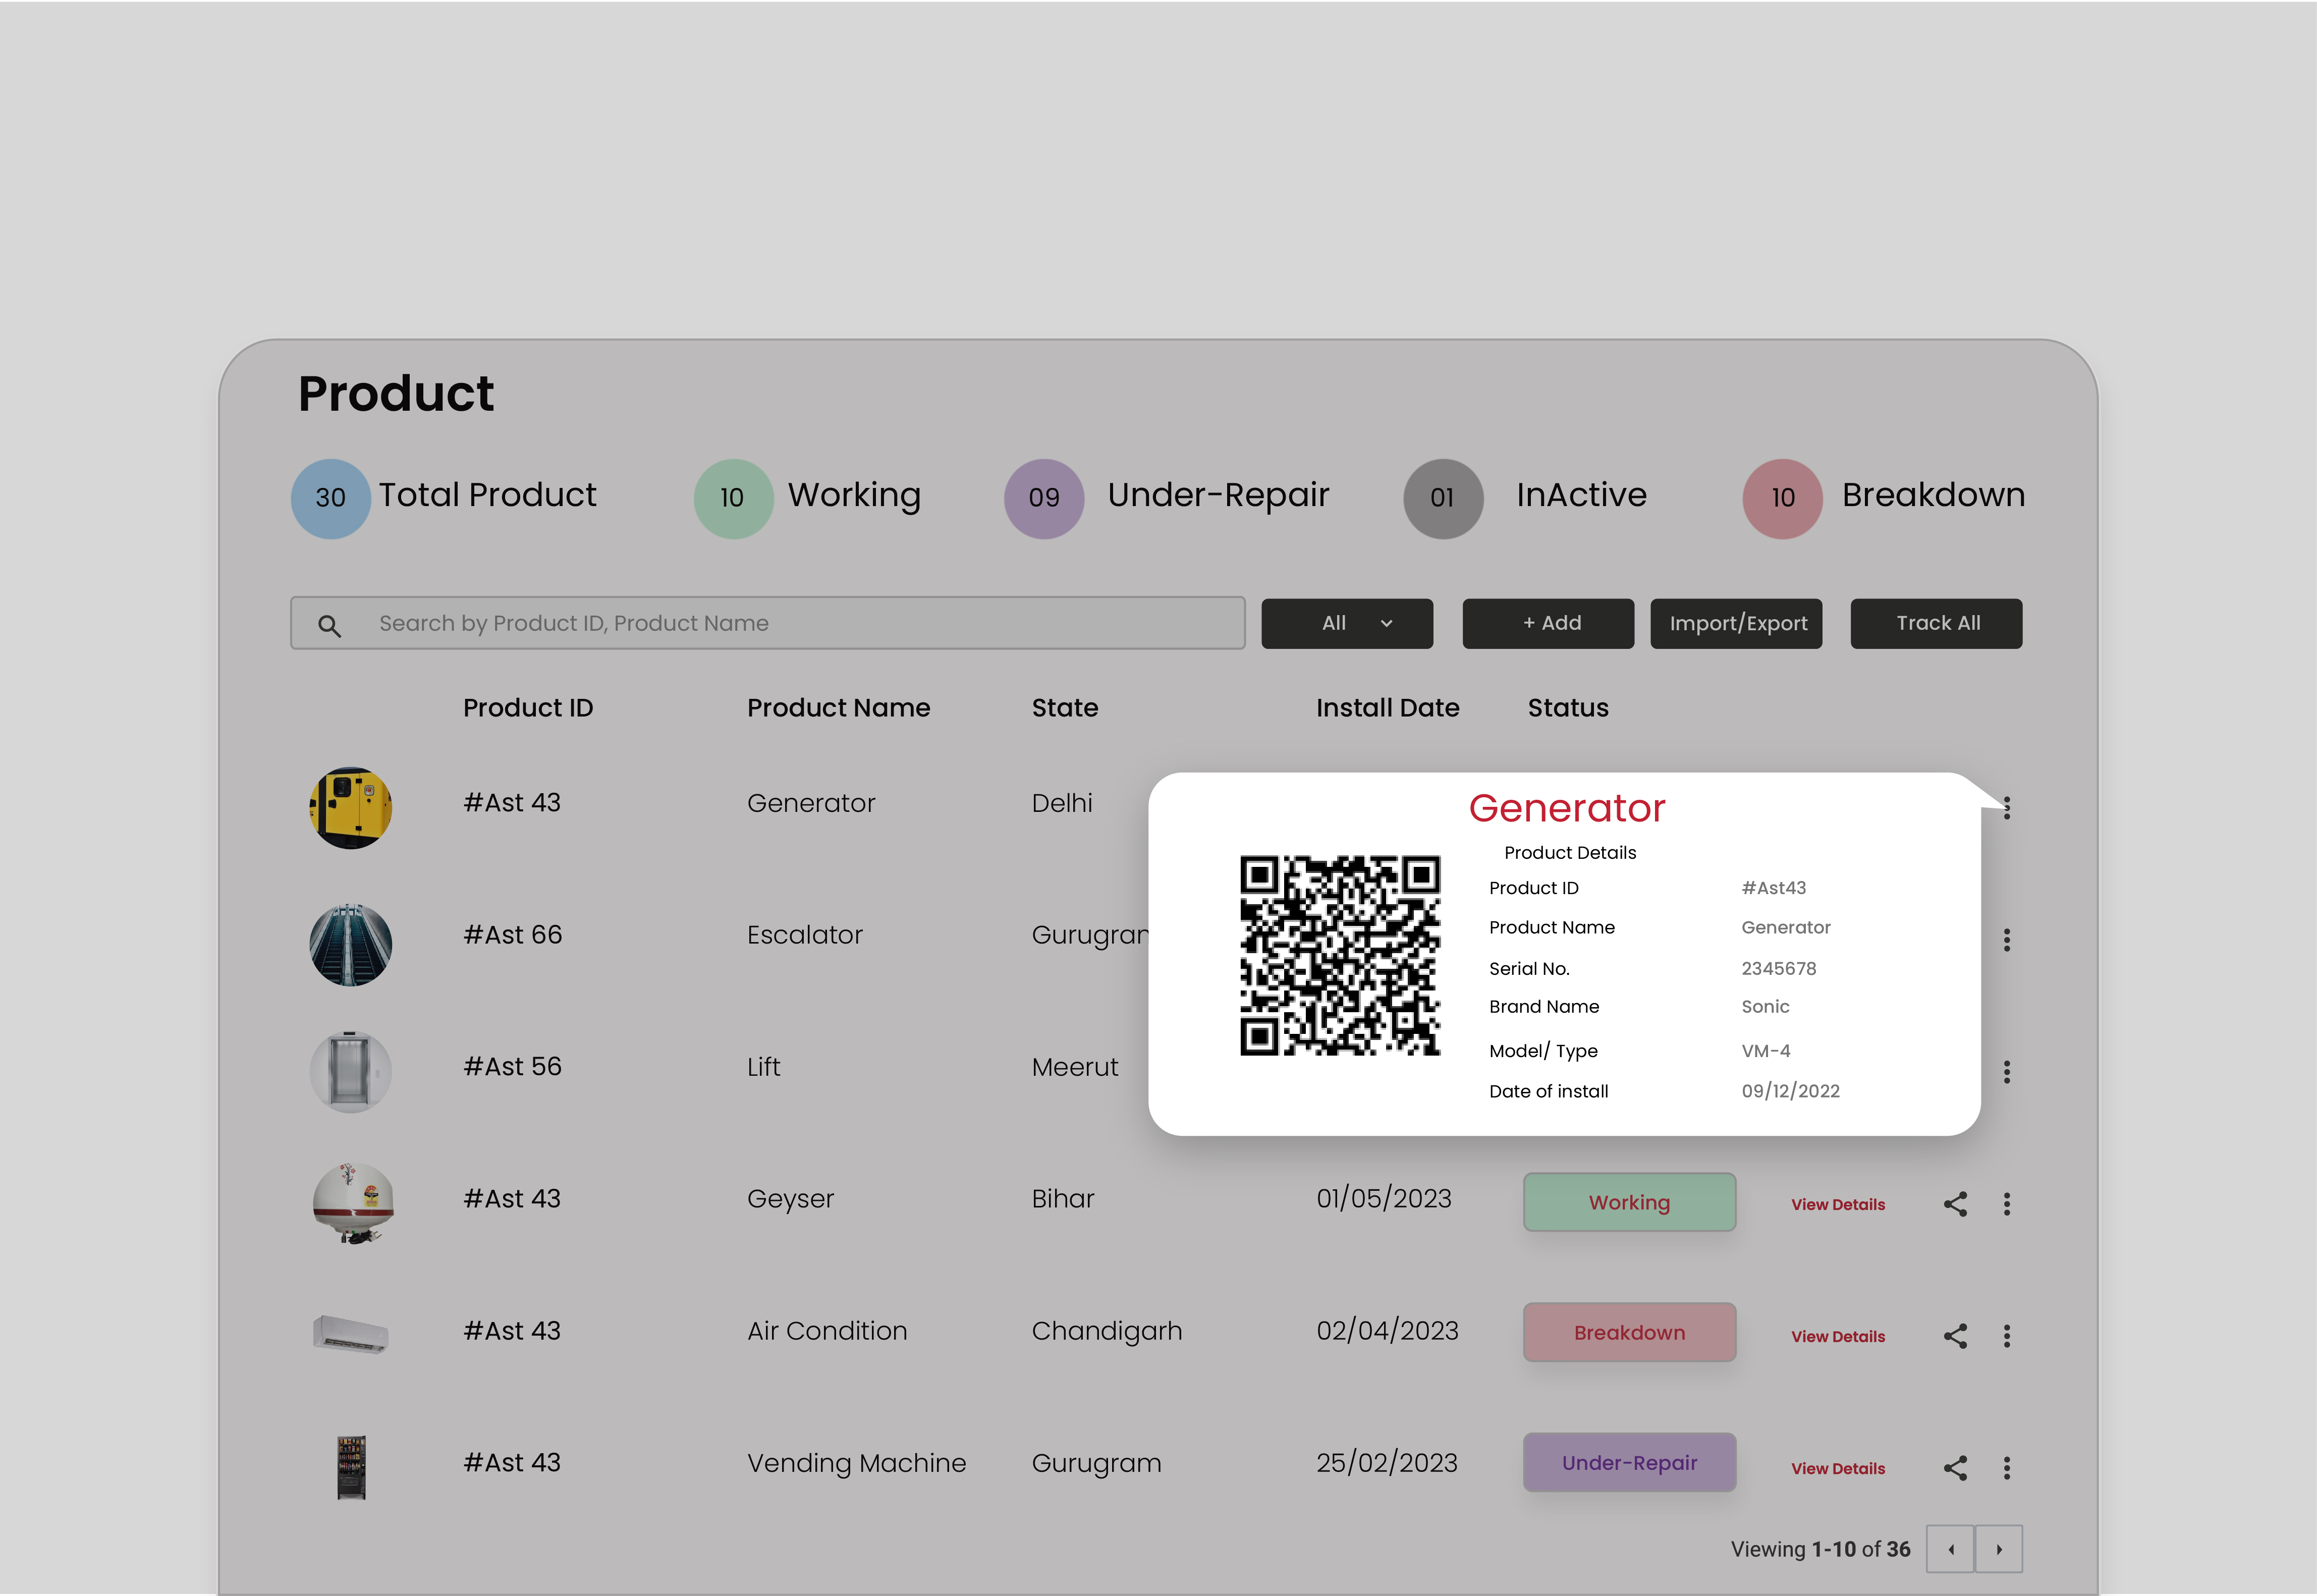 Product
30 Total Product 10 Working 09 Under-Repair 01 InActive 10 Breakdown
Search by Product ID, Product Name All + Add Import/Export Track All
Product ID Product Name State Install Date Status
#Ast 43 Generator Delhi
#Ast 66 Escalator
#Ast 56 Lift Meerut
Generator
Product Details
Product ID #Ast43
Product Name Generator
Serial No. 2345678
Brand Name Sonic
Model/ Type VM-4
Date of install 09/12/2022
#Ast 43 Geyser Bihar 01/05/2023 Working View Details
#Ast 43 Air Condition Chandigarh 02/04/2023 Breakdown View Details
#Ast 43 Vending Machine Gurugram 25/02/2023 Under-Repair View Details
Viewing 1-10 of 36